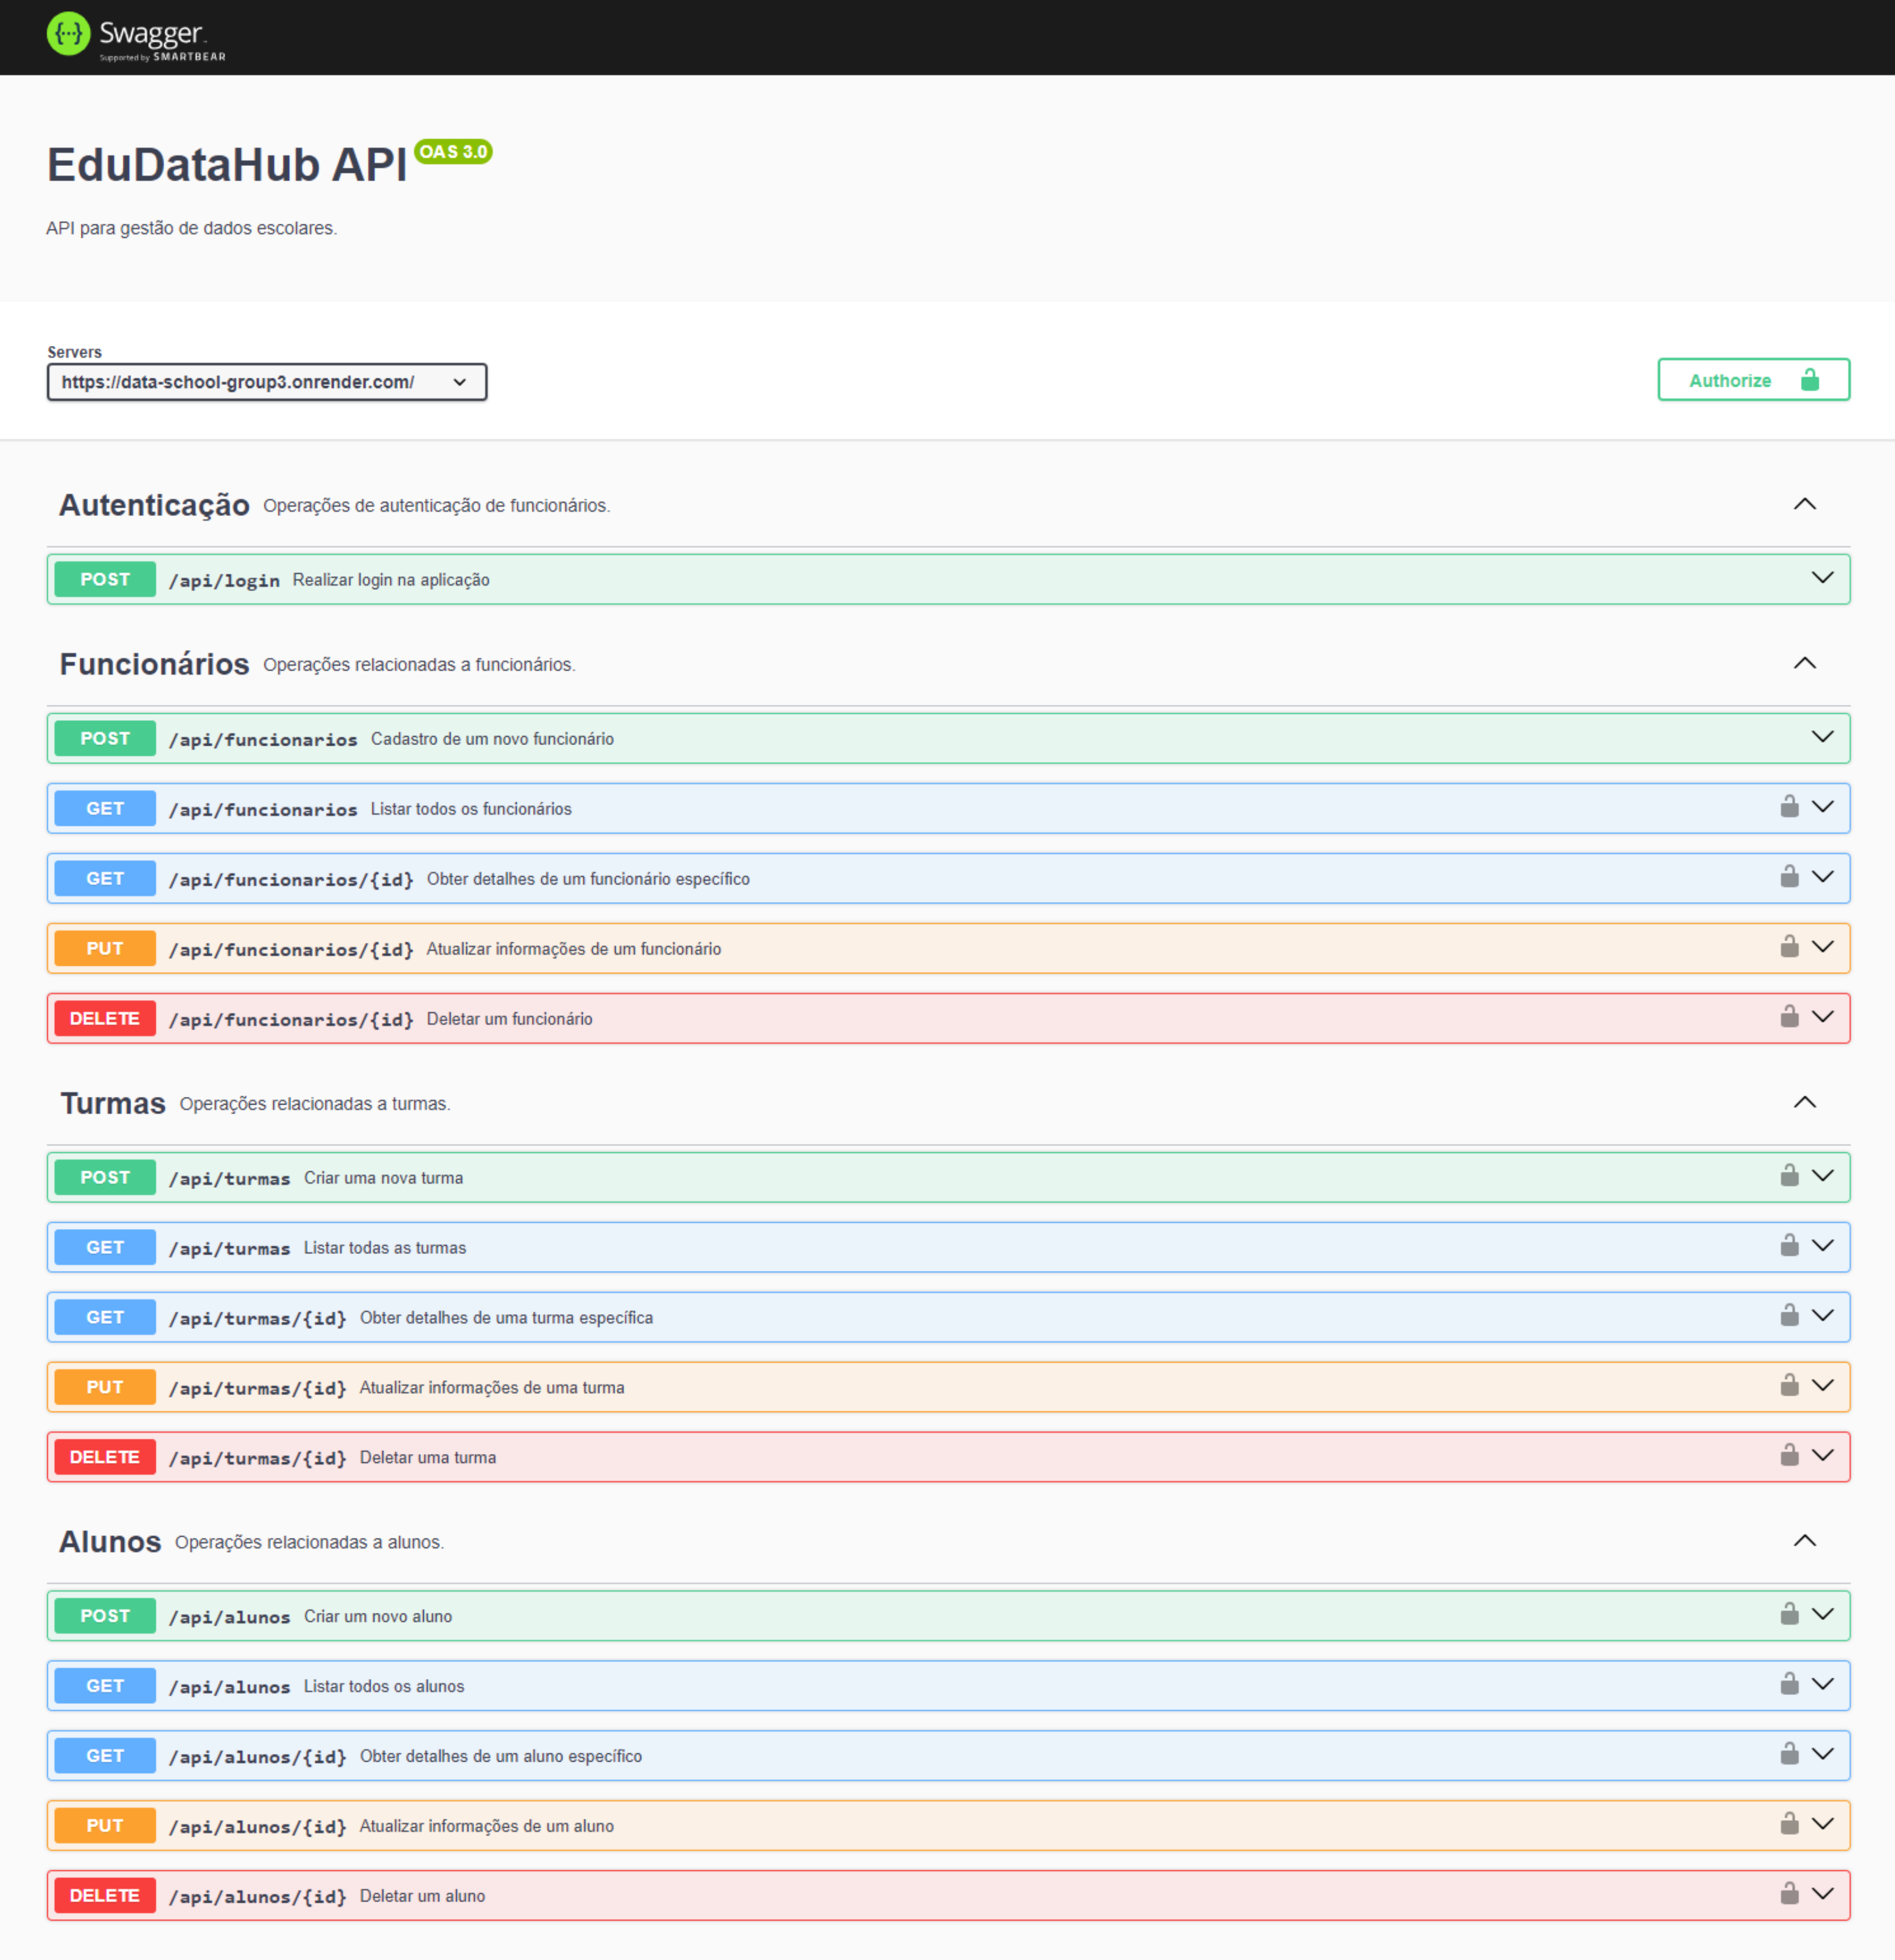 Swagger.
Supported by SMARTBEAR
EduDataHub API OAS 3.0
API para gestão de dados escolares.
Servers
https://data-school-group3.onrender.com/
Authorize
Autenticação Operações de autenticação de funcionários.
POST /api/login Realizar login na aplicação
Funcionários Operações relacionadas a funcionários.
POST /api/funcionarios Cadastro de um novo funcionário
GET /api/funcionarios Listar todos os funcionários
GET /api/funcionarios/{id} Obter detalhes de um funcionário específico
PUT /api/funcionarios/{id} Atualizar informações de um funcionário
DELETE /api/funcionarios/{id} Deletar um funcionário
Turmas Operações relacionadas a turmas.
POST /api/turmas Criar uma nova turma
GET /api/turmas Listar todas as turmas
GET /api/turmas/{id} Obter detalhes de uma turma específica
PUT /api/turmas/{id} Atualizar informações de uma turma
DELETE /api/turmas/{id} Deletar uma turma
Alunos Operações relacionadas a alunos.
POST /api/alunos Criar um novo aluno
GET /api/alunos Listar todos os alunos
GET /api/alunos/{id} Obter detalhes de um aluno específico
PUT /api/alunos/{id} Atualizar informações de um aluno
DELETE /api/alunos/{id} Deletar um aluno